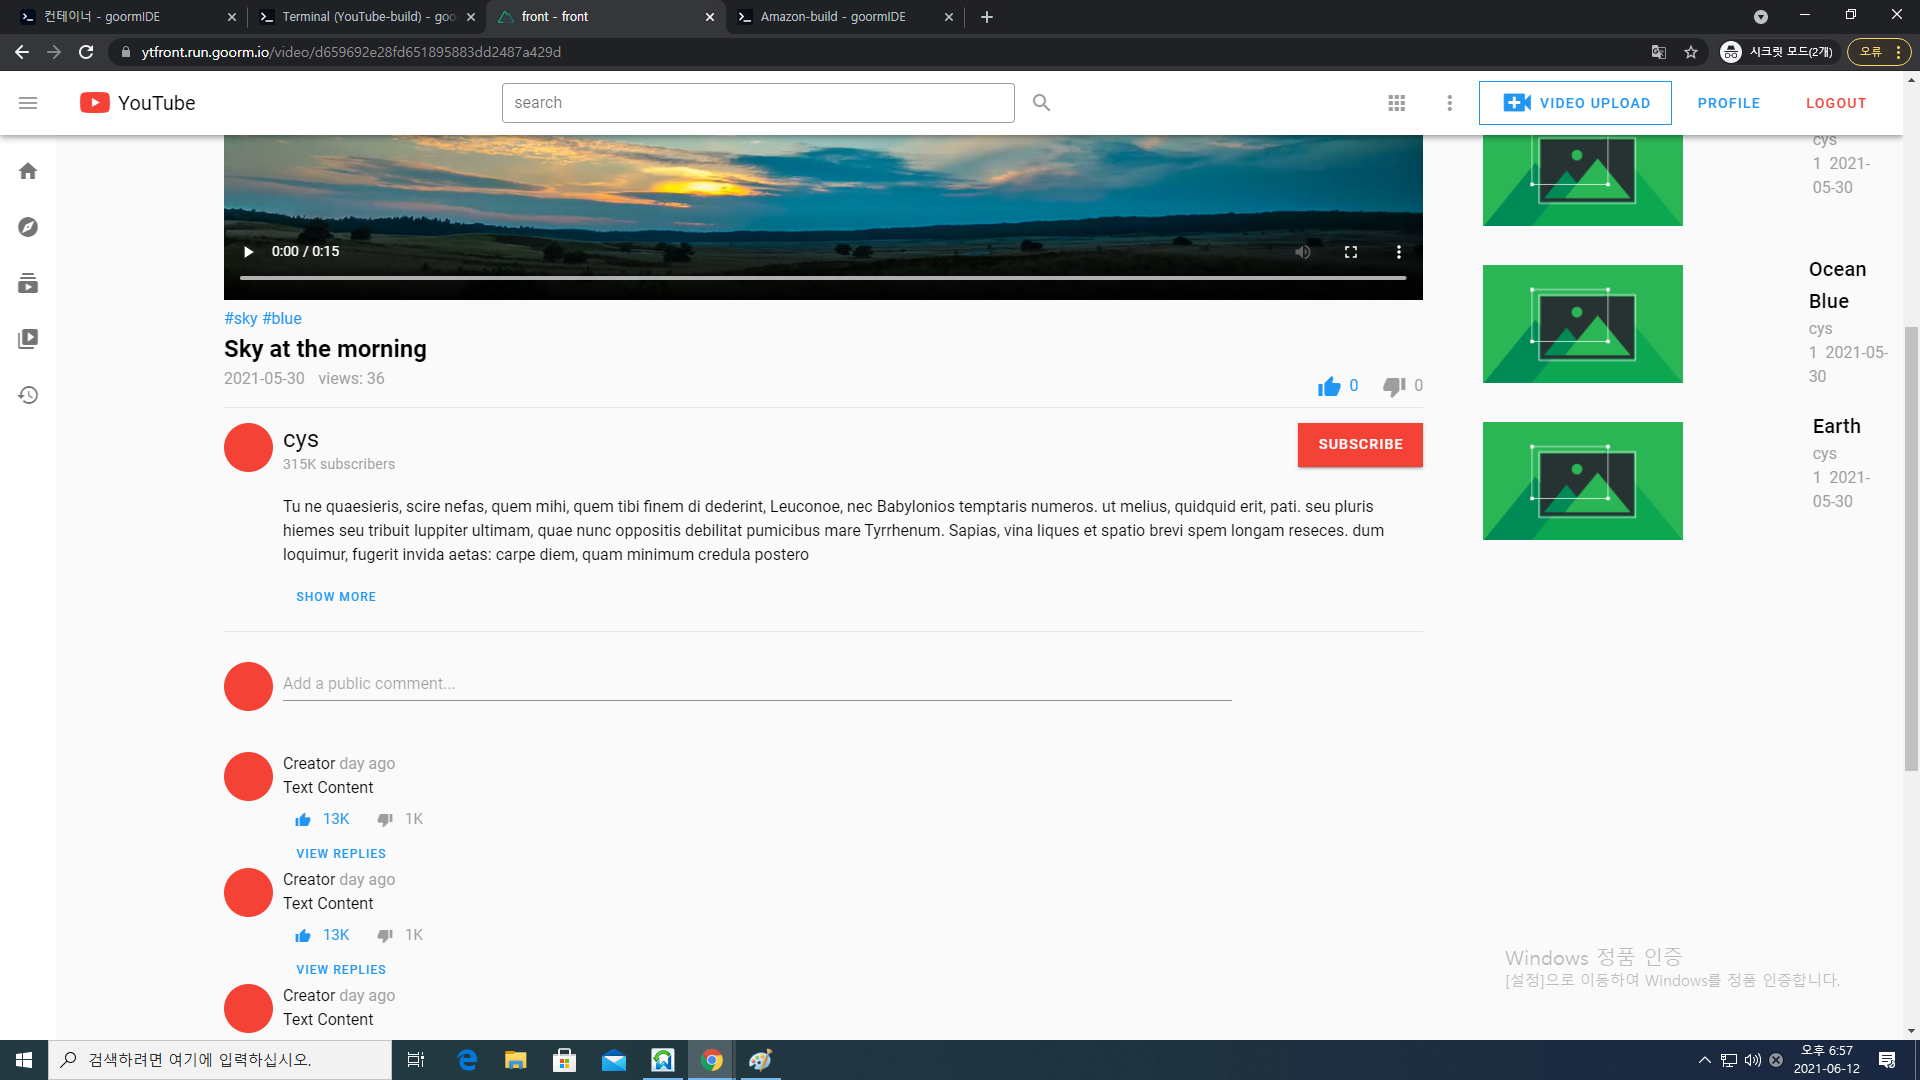 컨테이너 - goormIDE
Terminal (YouTube-build) - goo
front - front
Amazon-build - goormIDE
ytfront.run.goorm.io/video/d659692e28fd651895883dd2487a429d
시크릿 모드(2개)
오류
YouTube
search
VIDEO UPLOAD
PROFILE
LOGOUT
0:00 / 0:15
#sky #blue
Sky at the morning
2021-05-30 views: 36
0
0
cys
315K subscribers
SUBSCRIBE
Tu ne quaesieris, scire nefas, quem mihi, quem tibi finem di dederint, Leuconoe, nec Babylonios temptaris numeros. ut melius, quidquid erit, pati. seu pluris
hiemes seu tribuit Iuppiter ultimam, quae nunc oppositis debilitat pumicibus mare Tyrrhenum. Sapias, vina liques et spatio brevi spem longam reseces. dum
loquimur, fugerit invida aetas: carpe diem, quam minimum credula postero
SHOW MORE
Add a public comment...
Creator day ago
Text Content
13K
1K
VIEW REPLIES
Creator day ago
Text Content
13K
1K
VIEW REPLIES
Creator day ago
Text Content
cys
1 2021-
05-30
Ocean
Blue
cys
1 2021-05-
30
Earth
cys
1 2021-
05-30
Windows 정품 인증
[설정]으로 이동하여 Windows를 정품 인증합니다.
검색하려면 여기에 입력하십시오.
오후 6:57
2021-06-12